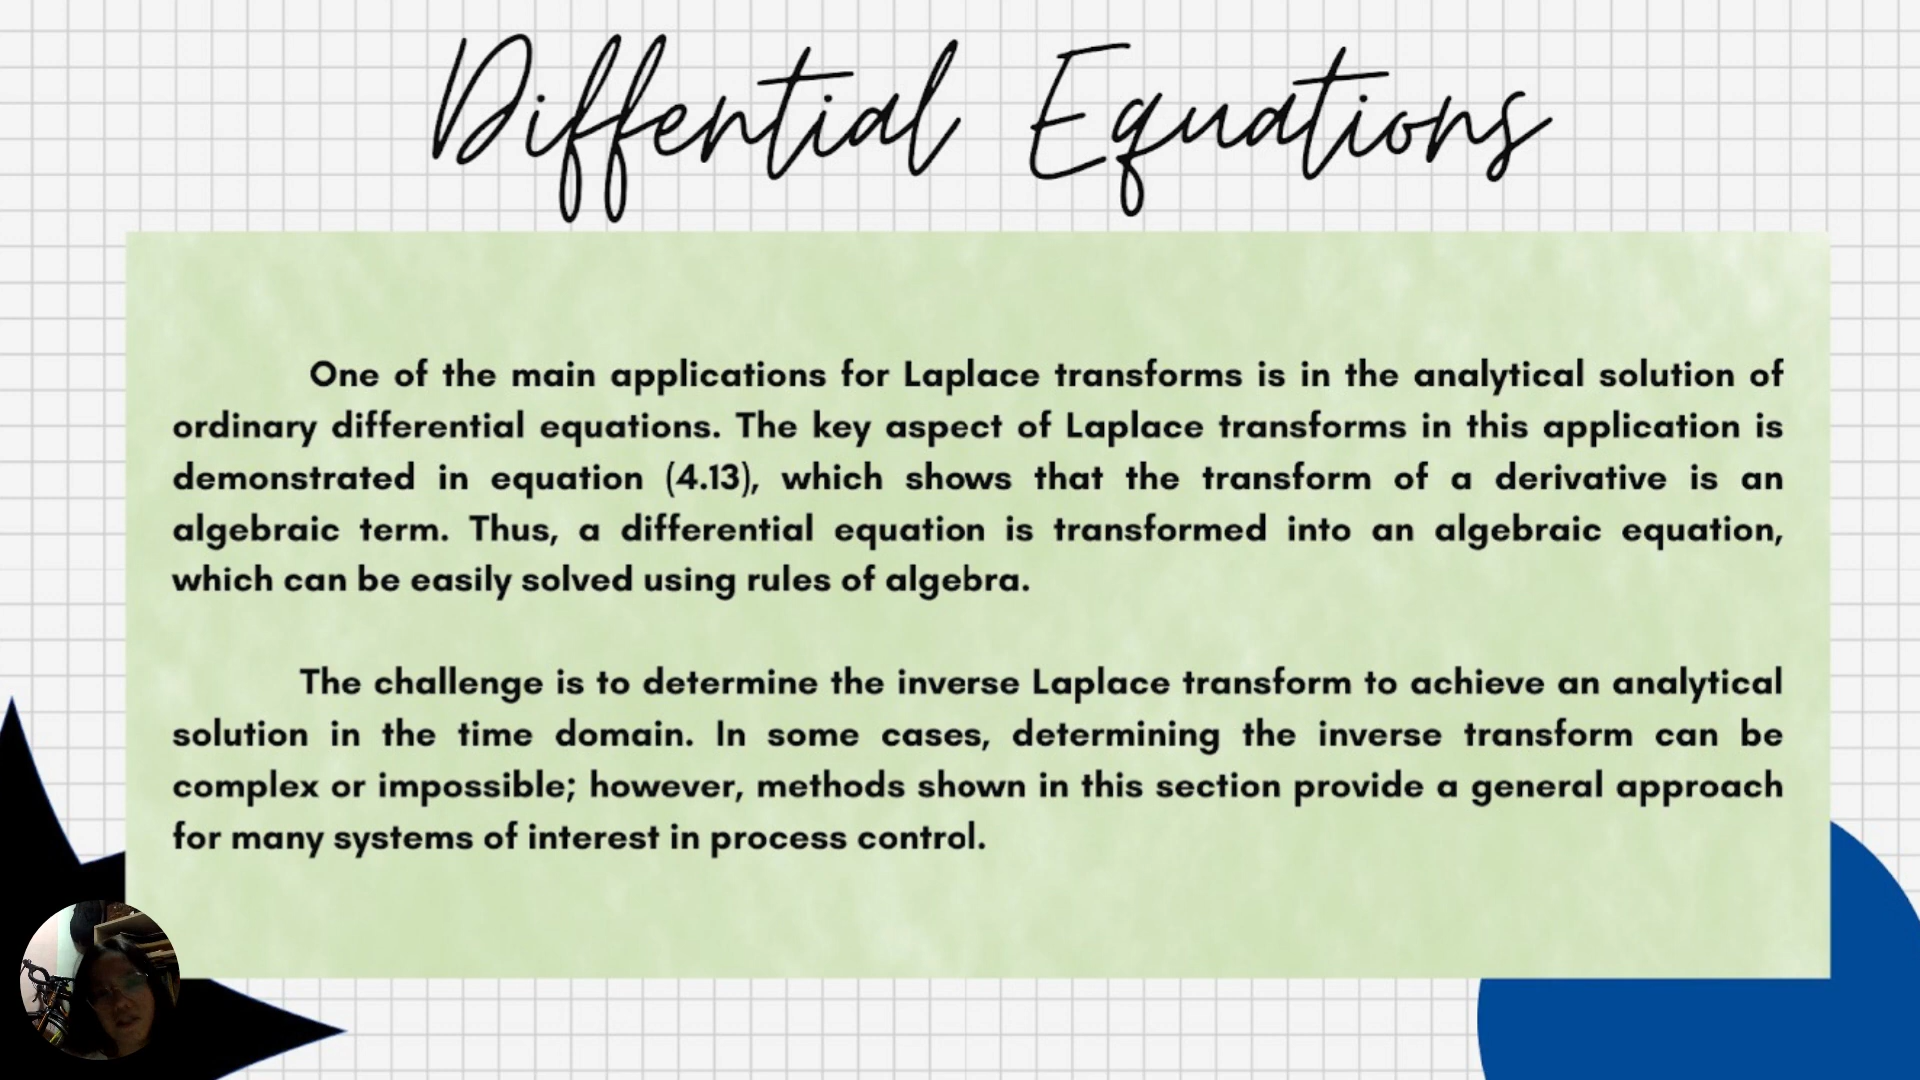 Diffential Equations
One of the main applications for Laplace transforms is in the analytical solution of
ordinary differential equations. The key aspect of Laplace transforms in this application is
demonstrated in equation (4.13), which shows that the transform of a derivative is an
algebraic term. Thus, a differential equation is transformed into an algebraic equation,
which can be easily solved using rules of algebra.
The challenge is to determine the inverse Laplace transform to achieve an analytical
solution in the time domain. In some cases, determining the inverse transform can be
complex or impossible; however, methods shown in this section provide a general approach
for many systems of interest in process control.